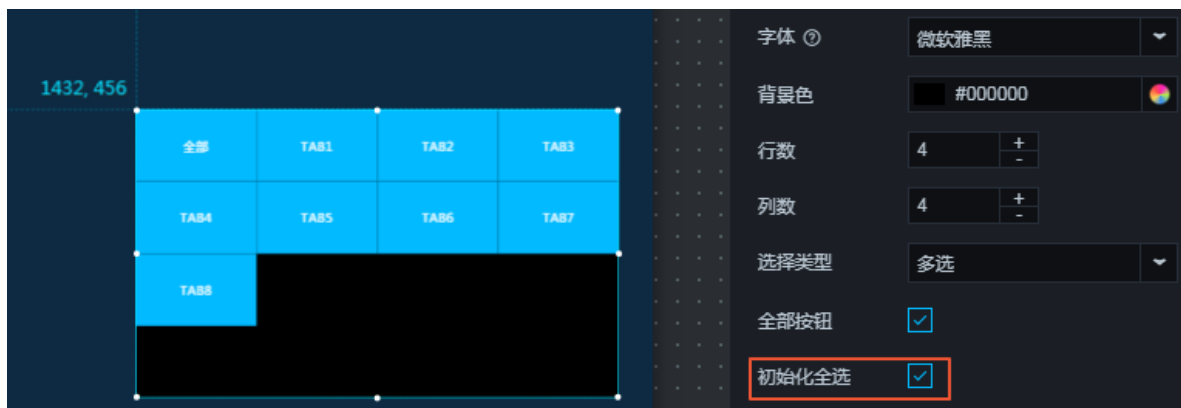 1432, 456
全部 TAB1 TAB2 TAB3
TAB4 TAB5 TAB6 TAB7
TAB8
字体 微软雅黑
背景色 #000000
行数 4 + -
列数 4 + -
选择类型 多选
全部按钮
初始化全选